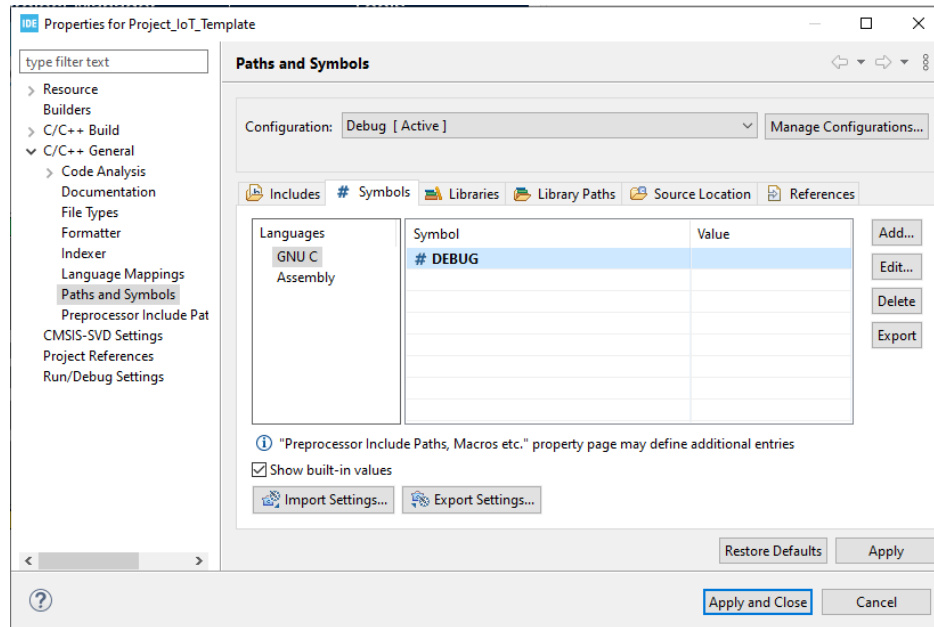 IDE Properties for Project_IoT_Template
type filter text
Paths and Symbols
Resource
Builders
C/C++ Build
C/C++ General
Code Analysis
Documentation
File Types
Formatter
Indexer
Language Mappings
Paths and Symbols
Preprocessor Include Pat
CMSIS-SVD Settings
Project References
Run/Debug Settings
Configuration: Debug [ Active ] Manage Configurations...
Includes # Symbols Libraries Library Paths Source Location References
Languages
GNU C
Assembly
Symbol Value
# DEBUG
Add...
Edit...
Delete
Export
"Preprocessor Include Paths, Macros etc." property page may define additional entries
Show built-in values
Import Settings... Export Settings...
Restore Defaults Apply
? Apply and Close Cancel